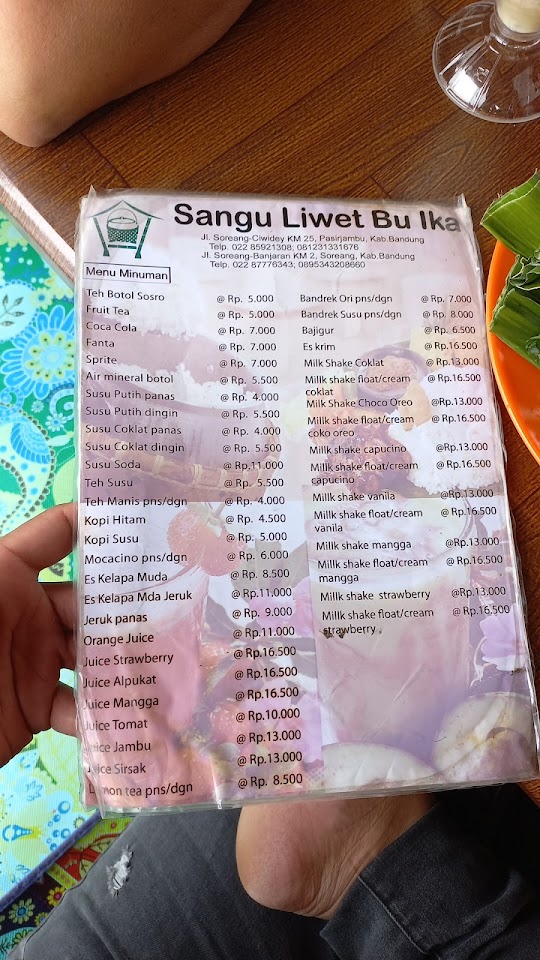 Sangu Liwet Bu Ika
Jl. Soreang-Ciwidey KM 25, Pasirjambu, Kab.Bandung
Telp. 022 85921308; 081231331676
Jl. Soreang-Banjaran KM 2, Soreang, Kab.Bandung
Telp. 022 87776343; 0895343208660
Menu Minuman
Teh Botol Sosro @ Rp. 5.000
Fruit Tea @ Rp. 5.000
Coca Cola @ Rp. 7.000
Fanta @ Rp. 7.000
Sprite @ Rp. 7.000
Air mineral botol @ Rp. 5.500
Susu Putih panas @ Rp. 4.000
Susu Putih dingin @ Rp. 5.500
Susu Coklat panas @ Rp. 4.000
Susu Coklat dingin @ Rp. 5.500
Susu Soda @ Rp.11.000
Teh Susu @ Rp. 5.500
Teh Manis pns/dgn @ Rp. 4.000
Kopi Hitam @ Rp. 4.500
Kopi Susu @ Rp. 5.000
Mocacino pns/dgn @ Rp. 6.000
Es Kelapa Muda @ Rp. 8.500
Es Kelapa Mda Jeruk @ Rp.11.000
Jeruk panas @ Rp. 9.000
Orange Juice @ Rp.11.000
Juice Strawberry @ Rp.16.500
Juice Alpukat @ Rp.16.500
Juice Mangga @ Rp.16.500
Juice Tomat @ Rp.10.000
Juice Jambu @ Rp.13.000
Juice Sirsak @ Rp.13.000
Lemon tea pns/dgn @ Rp. 8.500
Bandrek Ori pns/dgn @ Rp. 7.000
Bandrek Susu pns/dgn @ Rp. 8.000
Bajigur @ Rp. 6.500
Es krim @ Rp.16.500
Milk Shake Coklat @ Rp.13,000
Millk shake float/cream @ Rp.16.500
coklat
Milk Shake Choco Oreo @Rp.13.000
Millk shake float/cream @ Rp.16.500
coko oreo
Millk shake capucino @Rp.13.000
Millk shake float/cream @ Rp.16.500
capucino
Millk shake vanila @Rp.13.000
Millk shake float/cream @ Rp.16.500
vanila
Millk shake mangga @Rp.13.000
Millk shake float/cream @ Rp.16.500
mangga
Millk shake strawberry @Rp.13.000
Millk shake float/cream @ Rp.16.500
strawberry